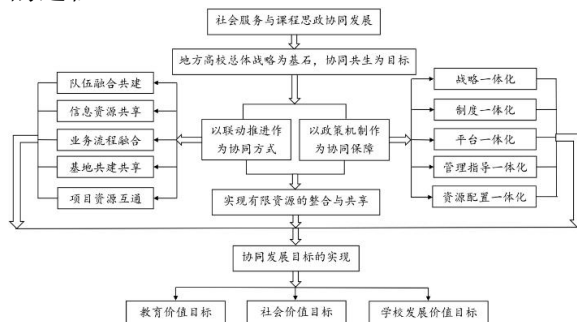 社会服务与课程思政协同发展
地方高校总体战略为基石，协同共生为目标
队伍融合共建
信息资源共享
业务流程融合
基地共建共享
项目资源互通
以联动推进作
为协同方式
以政策机制作
为协同保障
战略一体化
制度一体化
平台一体化
管理指导一体化
资源配置一体化
实现有限资源的整合与共享
协同发展目标的实现
教育价值目标
社会价值目标
学校发展价值目标